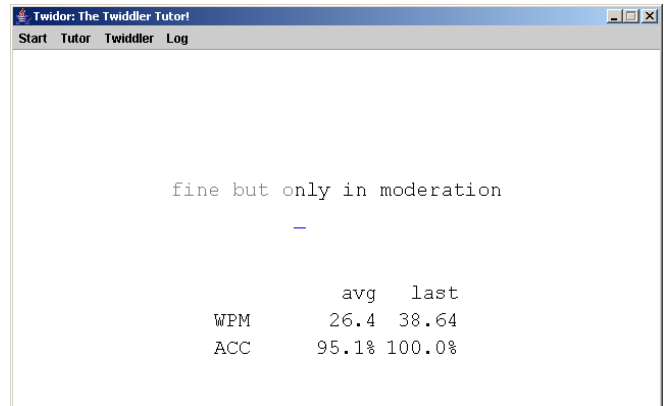 Twidor: The Twiddler Tutor!
Start Tutor Twiddler Log
fine but only in moderation
_
avg last
WPM 26.4 38.64
ACC 95.1% 100.0%